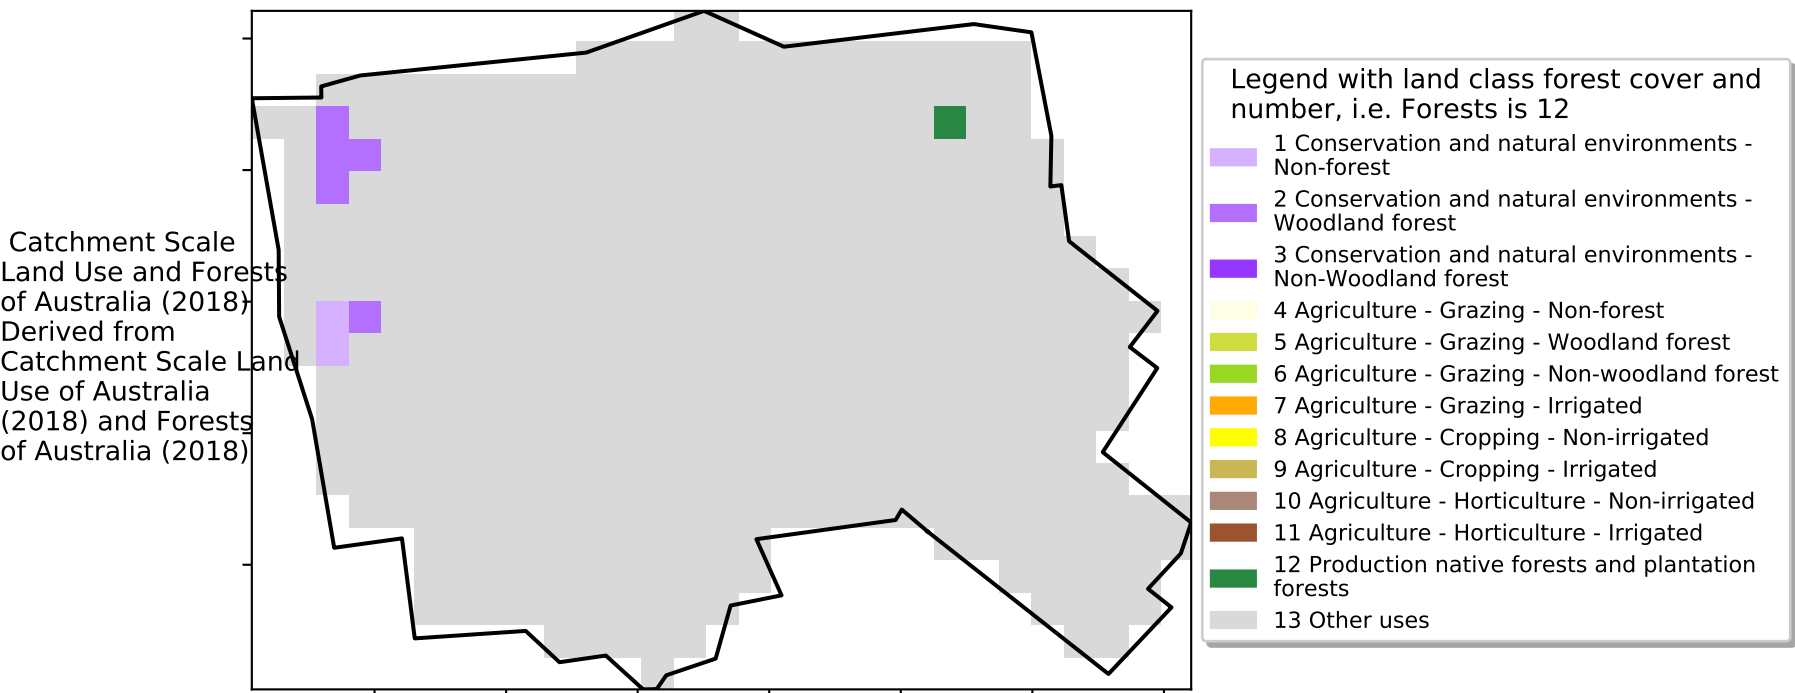 Catchment Scale
Land Use and Forests
of Australia (2018)
Derived from
Catchment Scale Land
Use of Australia
(2018) and Forests
of Australia (2018)
Legend with land class forest cover and
number, i.e. Forests is 12
1 Conservation and natural environments -
Non-forest
2 Conservation and natural environments -
Woodland forest
3 Conservation and natural environments -
Non-Woodland forest
4 Agriculture - Grazing - Non-forest
5 Agriculture - Grazing - Woodland forest
6 Agriculture - Grazing - Non-woodland forest
7 Agriculture - Grazing - Irrigated
8 Agriculture - Cropping - Non-irrigated
9 Agriculture - Cropping - Irrigated
10 Agriculture - Horticulture - Non-irrigated
11 Agriculture - Horticulture - Irrigated
12 Production native forests and plantation
forests
13 Other uses